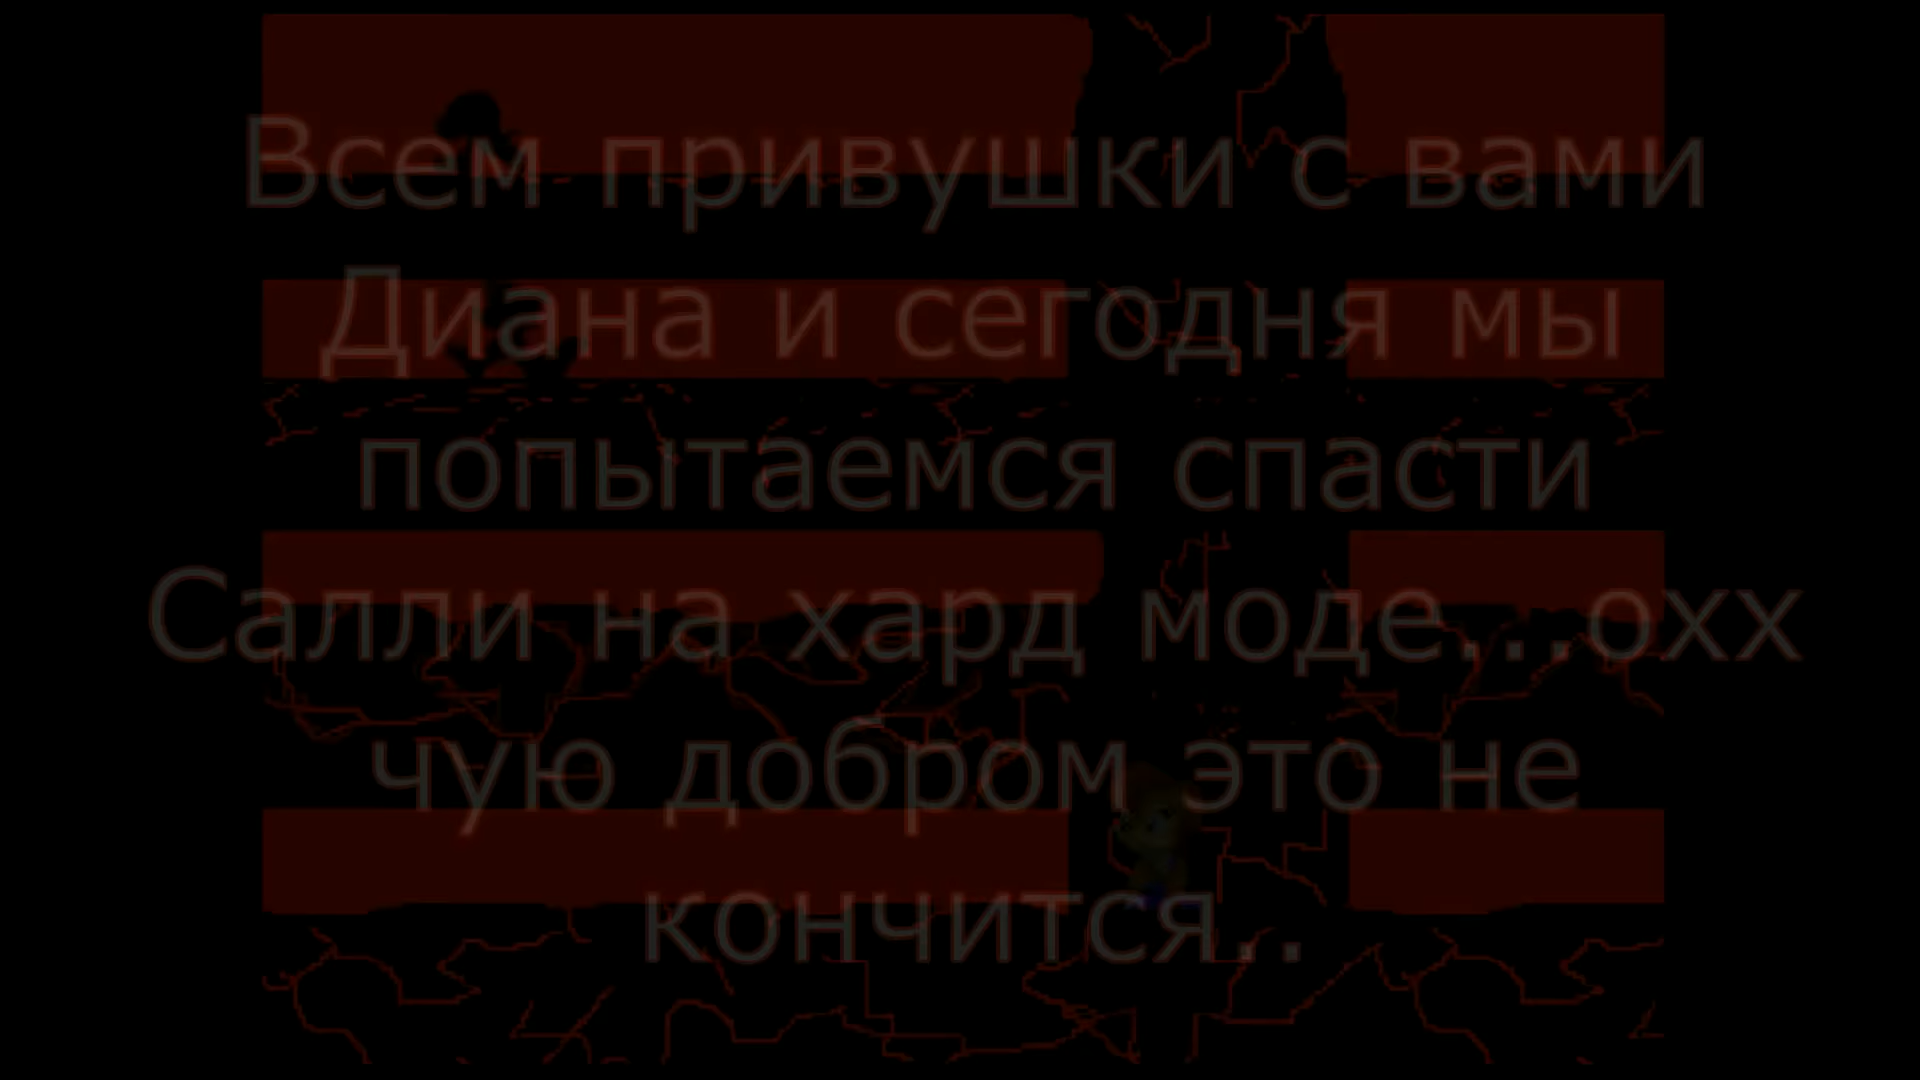 Всем привушки с вами
Диана и сегодня мы
попытаемся спасти
Салли на хард моде...охх
чую добром это не
кончится..